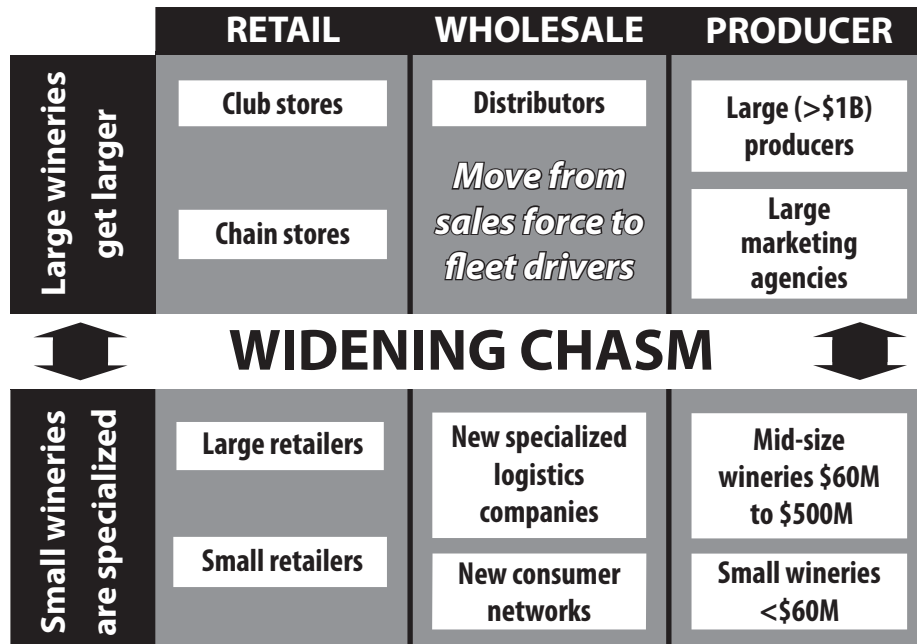 RETAIL
WHOLESALE
PRODUCER
Large wineries
get larger
Club stores
Chain stores
Distributors
Move from
sales force to
fleet drivers
Large (>$1B)
producers
Large
marketing
agencies
WIDENING CHASM
Small wineries
are specialized
Large retailers
Small retailers
New specialized
logistics
companies
New consumer
networks
Mid-size
wineries $60M
to $500M
Small wineries
<$60M